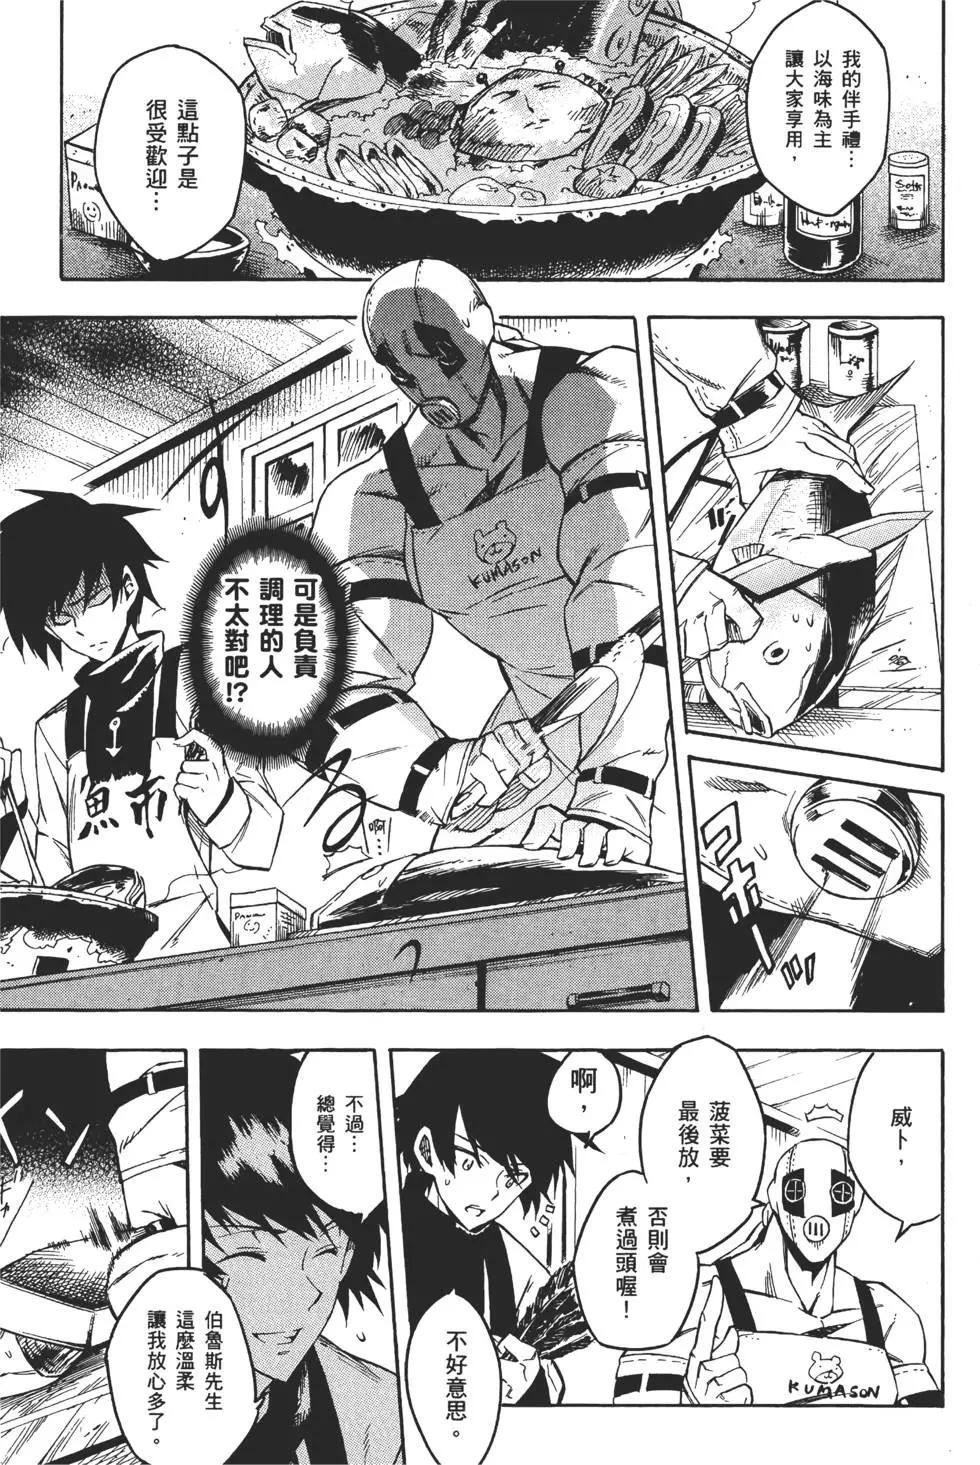 我的伴手禮…
以海味為主
讓大家享用，
這點子是
很受歡迎…
KUMASON
可是負責
調理的人
不太對吧!?
啊…
魚市
コホー
威卜，
菠菜要
最後放，
否則會
煮過頭喔！
KUMASON
啊，
不好意思。
不過…
總覺得…
伯魯斯先生
這麼溫柔
讓我放心多了。